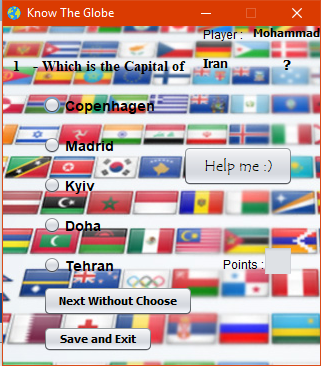 Know The Globe
Player : Mohammad
1 - Which is the Capital of Iran ?
Copenhagen
Madrid
Help me :)
Kyiv
Doha
Tehran
Points :
Next Without Choose
Save and Exit